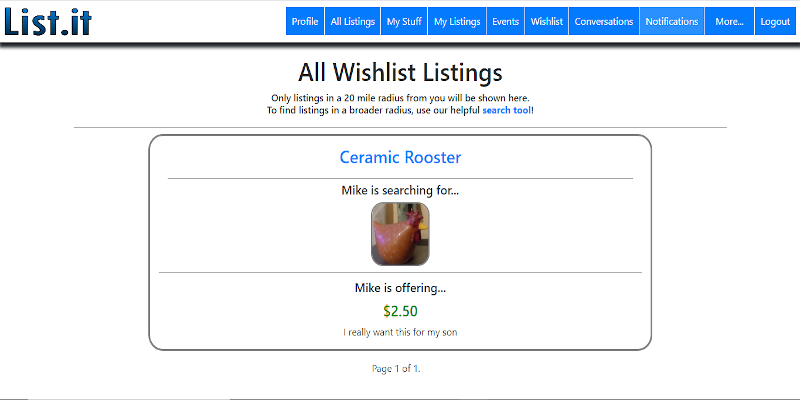 List.it
Profile
All Listings
My Stuff
My Listings
Events
Wishlist
Conversations
Notifications
More...
Logout
All Wishlist Listings
Only listings in a 20 mile radius from you will be shown here.
To find listings in a broader radius, use our helpful search tool!
Ceramic Rooster
Mike is searching for...
Mike is offering...
$2.50
I really want this for my son
Page 1 of 1.